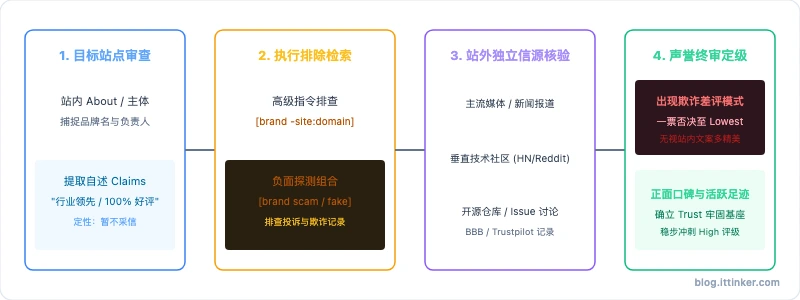 1. 目标站点审查
站内 About / 主体
捕捉品牌名与负责人
提取自述 Claims
"行业领先 / 100% 好评"
定性：暂不采信
2. 执行排除检索
高级指令排查
[brand -site:domain]
负面探测组合
[brand scam / fake]
排查投诉与欺诈记录
3. 站外独立信源核验
主流媒体 / 新闻报道
垂直技术社区 (HN/Reddit)
开源仓库 / Issue 讨论
BBB / Trustpilot 记录
4. 声誉终审定级
出现欺诈差评模式
一票否决至 Lowest
无视站内文案多精美
正面口碑与活跃足迹
确立 Trust 牢固基座
稳步冲刺 High 评级
blog.ittinker.com